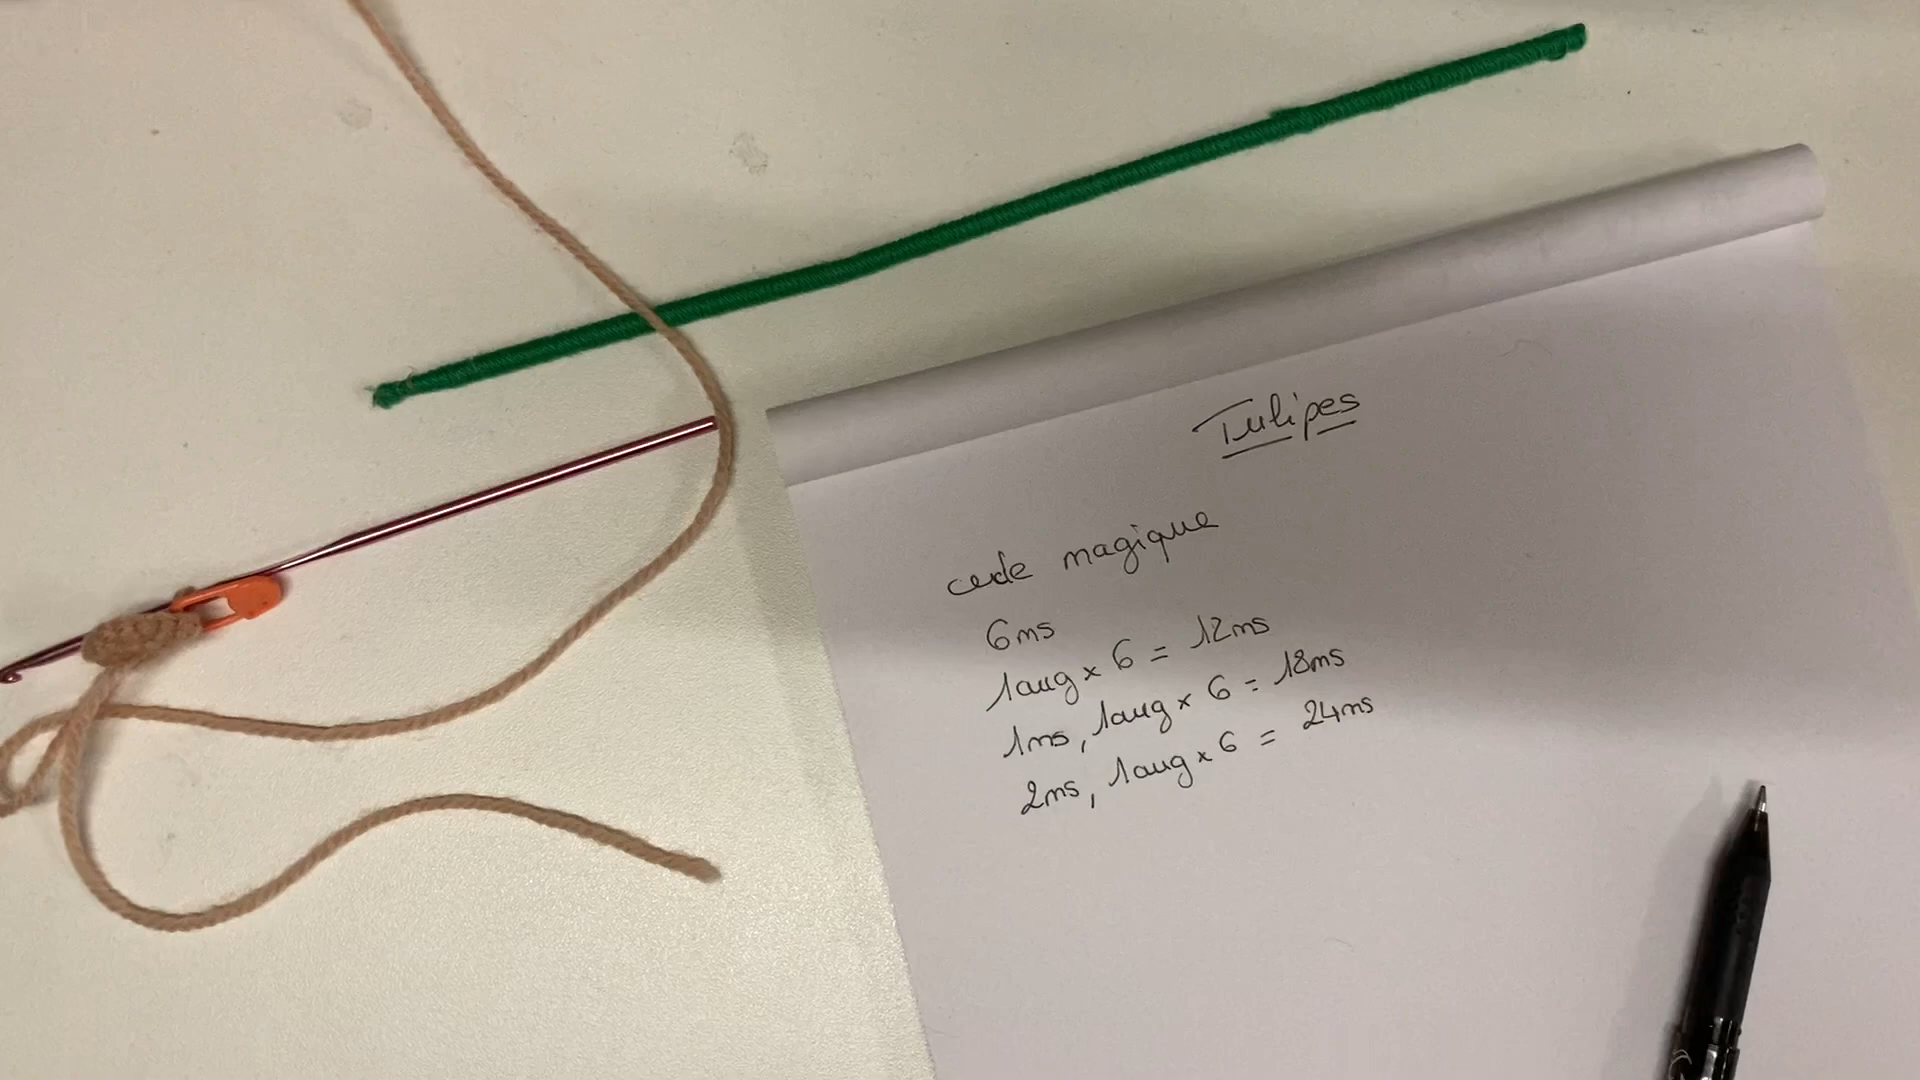 Tulipes
cercle magique
6ms
1aug x 6 = 12ms
1ms, 1aug x 6 = 18ms
2ms, 1aug x 6 = 24ms